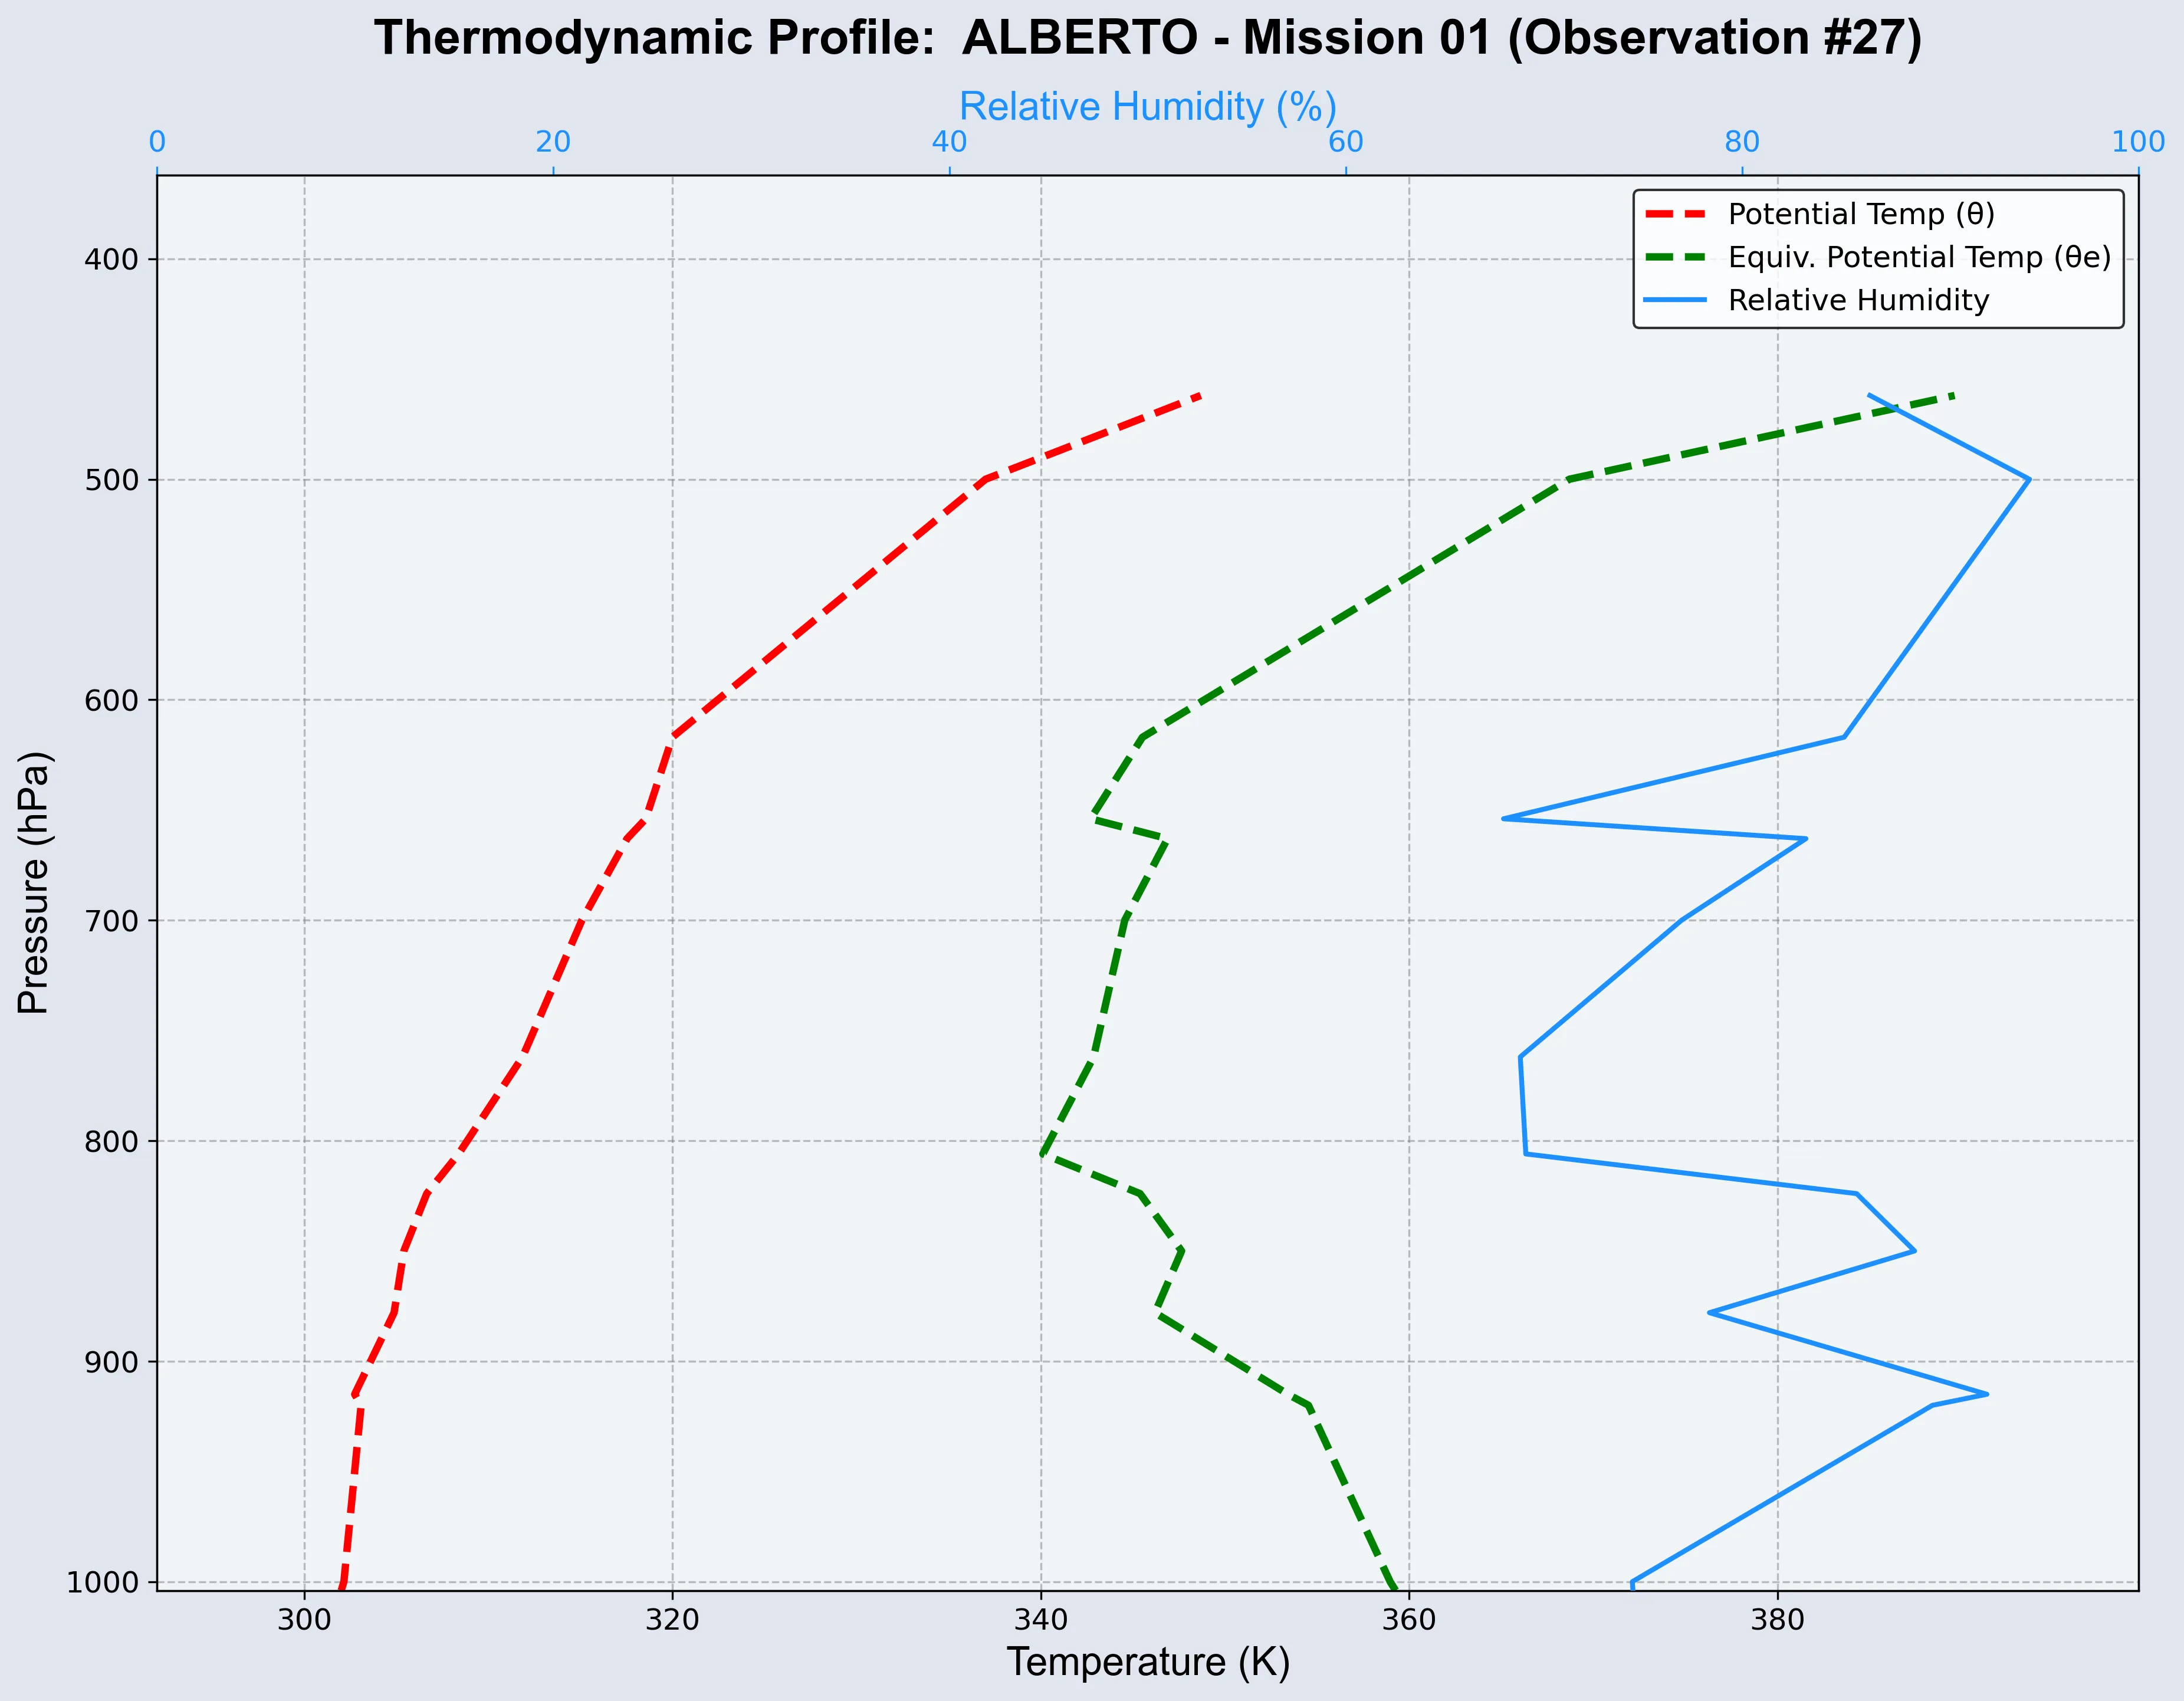 Thermodynamic Profile:  ALBERTO - Mission 01 (Observation #27)
Relative Humidity (%)
0 20 40 60 80 100
Potential Temp (θ)
Equiv. Potential Temp (θe)
Relative Humidity
400
500
600
700
800
900
1000
Pressure (hPa)
300 320 340 360 380
Temperature (K)